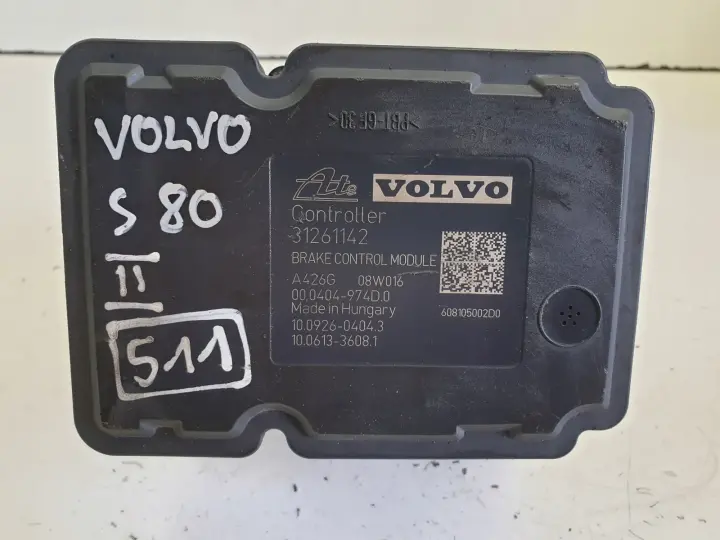 VOLVO
S 80
II
511
>PBT-GF30<
Ate VOLVO
Controller
31261142
BRAKE CONTROL MODULE
A426G 08W016
00.0404-974D.0
Made in Hungary
10.0926-0404.3
10.0613-3608.1
608105002D0